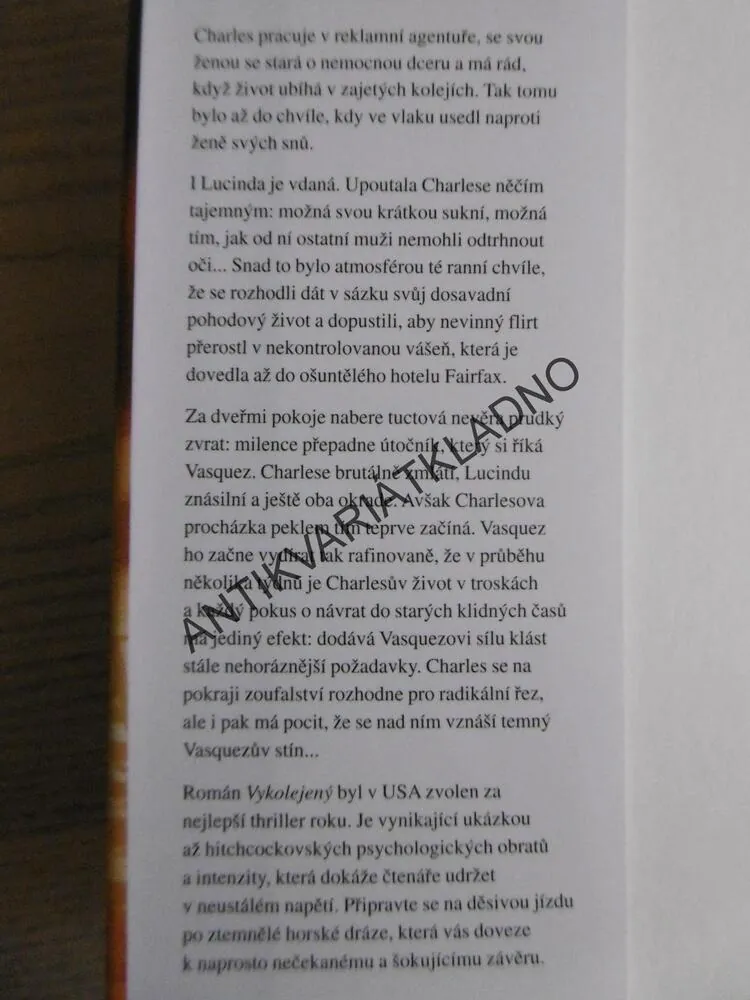 Charles pracuje v reklamní agentuře, se svou
ženou se stará o nemocnou dceru a má rád,
když život ubíhá v zajetých kolejích. Tak tomu
bylo až do chvíle, kdy ve vlaku usedl naproti
ženě svých snů.
I Lucinda je vdaná. Upoutala Charlese něčím
tajemným: možná svou krátkou sukní, možná
tím, jak od ní ostatní muži nemohli odtrhnout
oči... Snad to bylo atmosférou té ranní chvíle,
že se rozhodli dát v sázku svůj dosavadní
pohodový život a dopustili, aby nevinný flirt
přerostl v nekontrolovanou vášeň, která je
dovedla až do ošuntělého hotelu Fairfax.
Za dveřmi pokoje nabere tuctová nevěra prudký
zvrat: milence přepadne útočník, který si říká
Vasquez. Charlese brutálně zmlátí, Lucindu
znásilní a ještě oba okrade. Avšak Charlesova
procházka peklem tím teprve začíná. Vasquez
ho začne vydírat tak rafinovaně, že v průběhu
několika týdnů je Charlesův život v troskách
a každý pokus o návrat do starých klidných časů
má jediný efekt: dodává Vasquezovi sílu klást
stále nehoráznější požadavky. Charles se na
pokraji zoufalství rozhodne pro radikální řez,
ale i pak má pocit, že se nad ním vznáší temný
Vasquezův stín...
Román Vykolejený byl v USA zvolen za
nejlepší thriller roku. Je vynikající ukázkou
až hitchcockovských psychologických obratů
a intenzity, která dokáže čtenáře udržet
v neustálém napětí. Připravte se na děsivou jízdu
po ztemnělé horské dráze, která vás doveze
k naprosto nečekanému a šokujícímu závěru.
ANTIKVARIÁTKLADNO